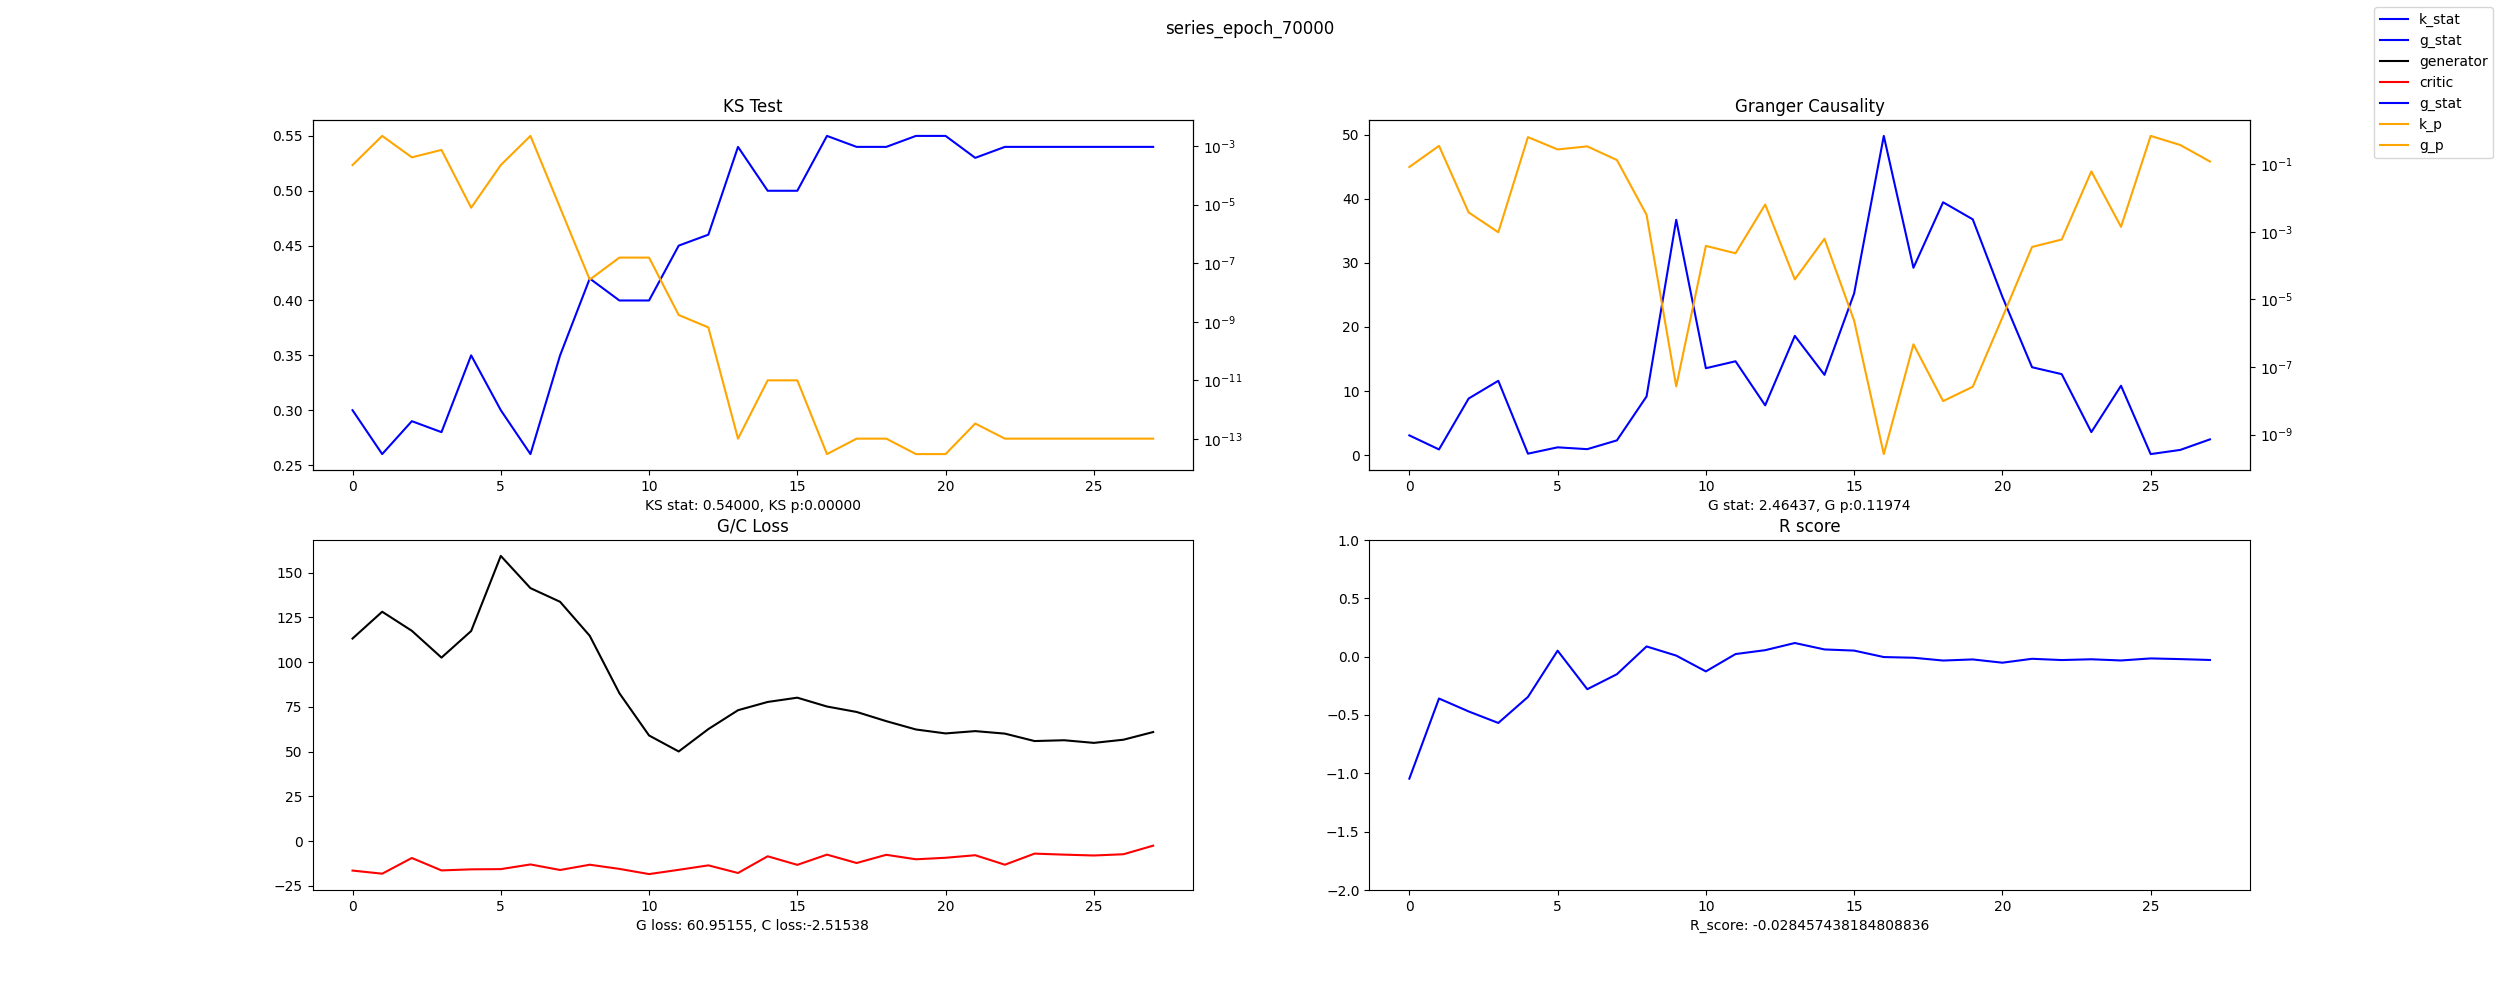 series_epoch_70000
k_stat
g_stat
generator
critic
g_stat
k_p
g_p
KS Test
0.55
0.50
0.45
0.40
0.35
0.30
0.25
10⁻³
10⁻⁵
10⁻⁷
10⁻⁹
10⁻¹¹
10⁻¹³
0 5 10 15 20 25
KS stat: 0.54000, KS p:0.00000
Granger Causality
50
40
30
20
10
0
10⁻¹
10⁻³
10⁻⁵
10⁻⁷
10⁻⁹
0 5 10 15 20 25
G stat: 2.46437, G p:0.11974
G/C Loss
150
125
100
75
50
25
0
−25
0 5 10 15 20 25
G loss: 60.95155, C loss:-2.51538
R score
1.0
0.5
0.0
−0.5
−1.0
−1.5
−2.0
0 5 10 15 20 25
R_score: -0.028457438184808836